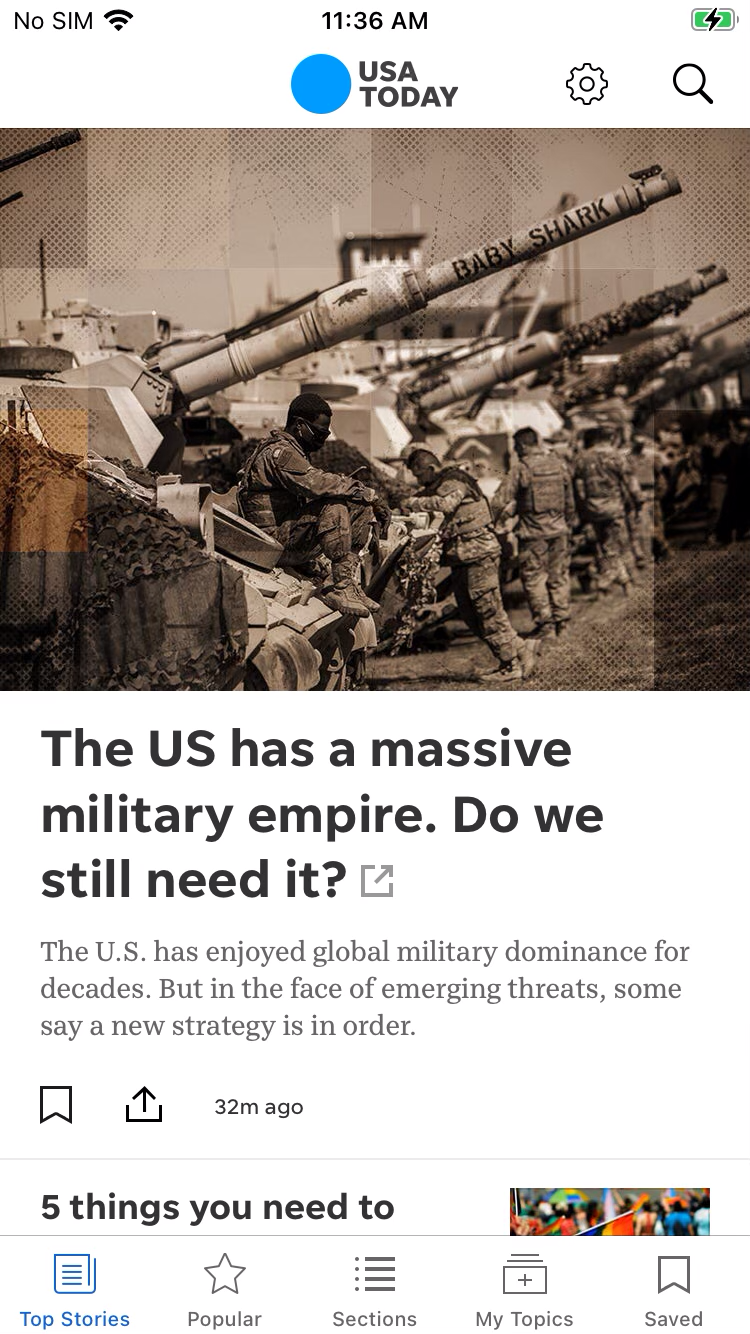 No SIM 11:36 AM
USA
TODAY
BABY SHARK
The US has a massive
military empire. Do we
still need it?
The U.S. has enjoyed global military dominance for
decades. But in the face of emerging threats, some
say a new strategy is in order.
32m ago
5 things you need to
Top Stories Popular Sections My Topics Saved